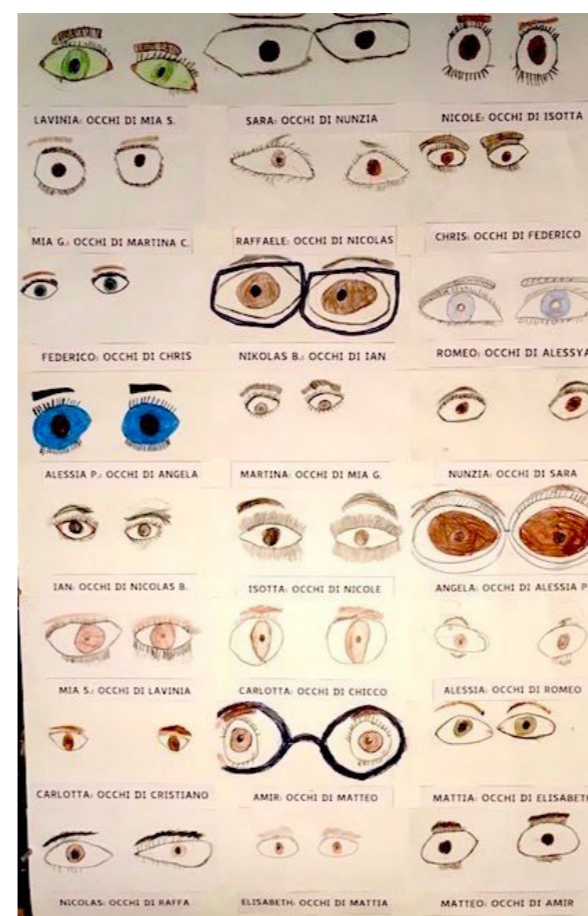 LAVINIA: OCCHI DI MIA S.
SARA: OCCHI DI NUNZIA
NICOLE: OCCHI DI ISOTTA
MIA G.: OCCHI DI MARTINA C.
RAFFAELE: OCCHI DI NICOLAS
CHRIS: OCCHI DI FEDERICO
FEDERICO: OCCHI DI CHRIS
NIKOLAS B.: OCCHI DI IAN
ROMEO: OCCHI DI ALESSYA
ALESSIA P.: OCCHI DI ANGELA
MARTINA: OCCHI DI MIA G.
NUNZIA: OCCHI DI SARA
IAN: OCCHI DI NICOLAS B.
ISOTTA: OCCHI DI NICOLE
ANGELA: OCCHI DI ALESSIA P.
MIA S.: OCCHI DI LAVINIA
CARLOTTA: OCCHI DI CHICCO
ALESSIA: OCCHI DI ROMEO
CARLOTTA: OCCHI DI CRISTIANO
AMIR: OCCHI DI MATTEO
MATTIA: OCCHI DI ELISABETH
NICOLAS: OCCHI DI RAFFA
ELISABETH: OCCHI DI MATTIA
MATTEO: OCCHI DI AMIR